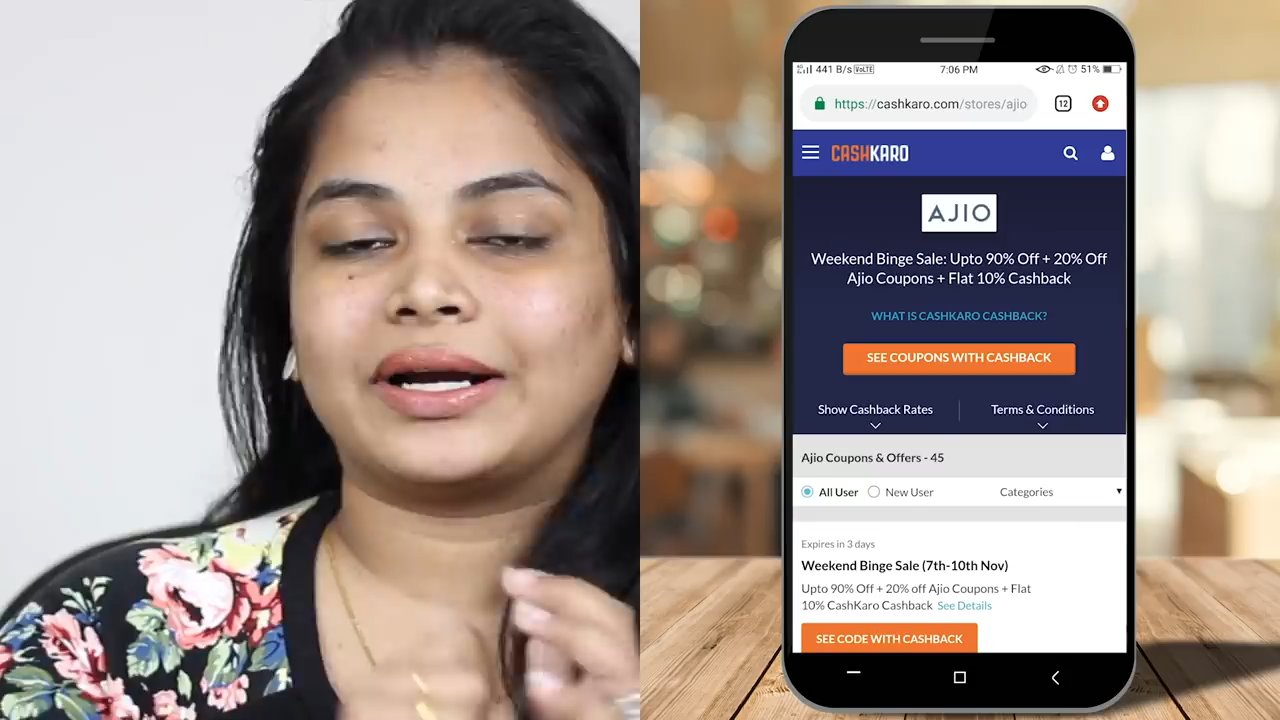 441 B/s VoLTE 7:06 PM 51%
https://cashkaro.com/stores/ajio 12
CASHKARO
AJIO
Weekend Binge Sale: Upto 90% Off + 20% Off
Ajio Coupons + Flat 10% Cashback
WHAT IS CASHKARO CASHBACK?
SEE COUPONS WITH CASHBACK
Show Cashback Rates Terms & Conditions
Ajio Coupons & Offers - 45
All User New User Categories
Expires in 3 days
Weekend Binge Sale (7th-10th Nov)
Upto 90% Off + 20% off Ajio Coupons + Flat
10% CashKaro Cashback See Details
SEE CODE WITH CASHBACK